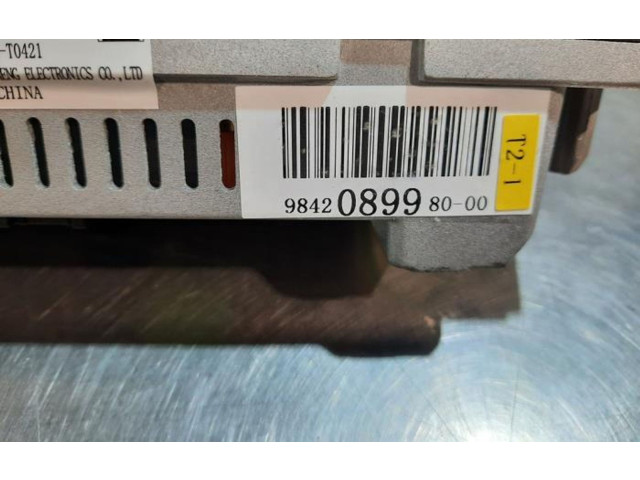 -T0421
ENG ELECTRONICS CO.,LTD
CHINA
9842 0899 80-00
T2-1